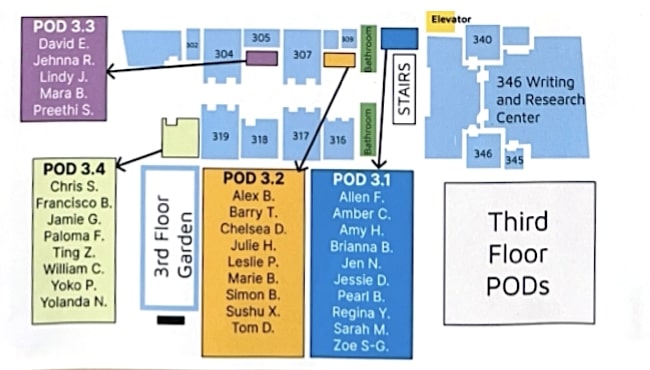 POD 3.3
David E.
Jehnna R.
Lindy J.
Mara B.
Preethi S.
302
304
305
307
309
Bathroom
STAIRS
Elevator
340
346 Writing
and Research
Center
319
318
317
316
Bathroom
346
345
POD 3.4
Chris S.
Francisco B.
Jamie G.
Paloma F.
Ting Z.
William C.
Yoko P.
Yolanda N.
3rd Floor
Garden
POD 3.2
Alex B.
Barry T.
Chelsea D.
Julie H.
Leslie P.
Marie B.
Simon B.
Sushu X.
Tom D.
POD 3.1
Allen F.
Amber C.
Amy H.
Brianna B.
Jen N.
Jessie D.
Pearl B.
Regina Y.
Sarah M.
Zoe S-G.
Third
Floor
PODs